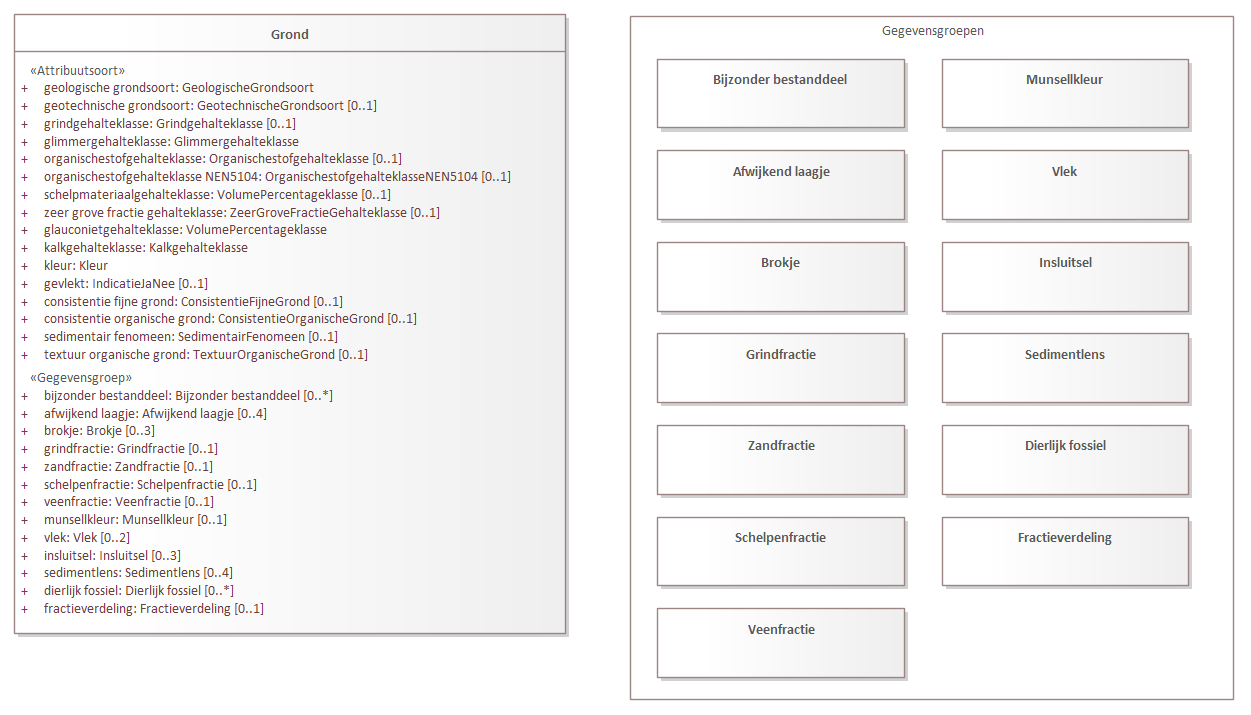 Grond
«Attribuutsoort»
+ geologische grondsoort: GeologischeGrondsoort
+ geotechnische grondsoort: GeotechnischeGrondsoort [0..1]
+ grindgehalteklasse: Grindgehalteklasse [0..1]
+ glimmergehalteklasse: Glimmergehalteklasse
+ organischestofgehalteklasse: Organischestofgehalteklasse [0..1]
+ organischestofgehalteklasse NEN5104: OrganischestofgehalteklasseNEN5104 [0..1]
+ schelpmateriaalgehalteklasse: VolumePercentageklasse [0..1]
+ zeer grove fractie gehalteklasse: ZeerGroveFractieGehalteklasse [0..1]
+ glauconietgehalteklasse: VolumePercentageklasse
+ kalkgehalteklasse: Kalkgehalteklasse
+ kleur: Kleur
+ gevlekt: IndicatieJaNee [0..1]
+ consistentie fijne grond: ConsistentieFijneGrond [0..1]
+ consistentie organische grond: ConsistentieOrganischeGrond [0..1]
+ sedimentair fenomeen: SedimentairFenomeen [0..1]
+ textuur organische grond: TextuurOrganischeGrond [0..1]
«Gegevensgroep»
+ bijzonder bestanddeel: Bijzonder bestanddeel [0..*]
+ afwijkend laagje: Afwijkend laagje [0..4]
+ brokje: Brokje [0..3]
+ grindfractie: Grindfractie [0..1]
+ zandfractie: Zandfractie [0..1]
+ schelpenfractie: Schelpenfractie [0..1]
+ veenfractie: Veenfractie [0..1]
+ munsellkleur: Munsellkleur [0..1]
+ vlek: Vlek [0..2]
+ insluitsel: Insluitsel [0..3]
+ sedimentlens: Sedimentlens [0..4]
+ dierlijk fossiel: Dierlijk fossiel [0..*]
+ fractieverdeling: Fractieverdeling [0..1]
Gegevensgroepen
Bijzonder bestanddeel
Munsellkleur
Afwijkend laagje
Vlek
Brokje
Insluitsel
Grindfractie
Sedimentlens
Zandfractie
Dierlijk fossiel
Schelpenfractie
Fractieverdeling
Veenfractie